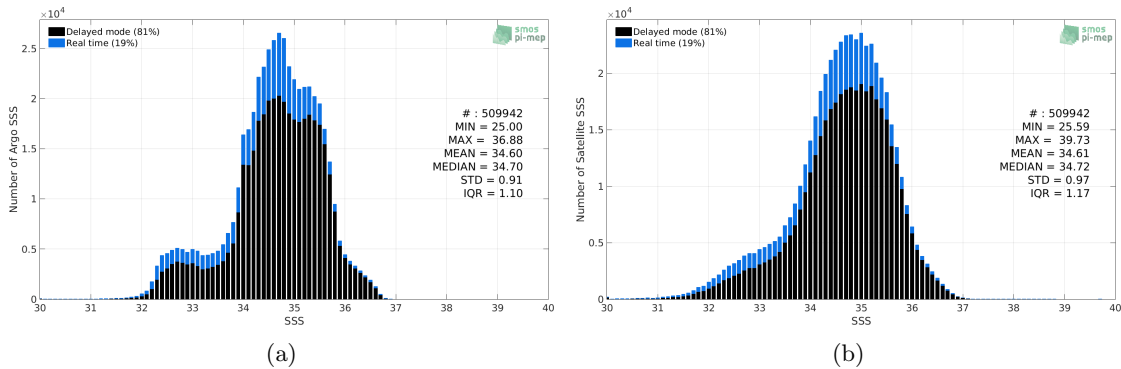 ×10⁴
Delayed mode (81%)
Real time (19%)
smos
pi-mep
2.5
2
1.5
1
0.5
0
Number of Argo SSS
# : 509942
MIN = 25.00
MAX = 36.88
MEAN = 34.60
MEDIAN = 34.70
STD = 0.91
IQR = 1.10
30 31 32 33 34 35 36 37 38 39 40
SSS
(a)
×10⁴
Delayed mode (81%)
Real time (19%)
smos
pi-mep
2
1.5
1
0.5
0
Number of Satellite SSS
# : 509942
MIN = 25.59
MAX = 39.73
MEAN = 34.61
MEDIAN = 34.72
STD = 0.97
IQR = 1.17
30 31 32 33 34 35 36 37 38 39 40
SSS
(b)